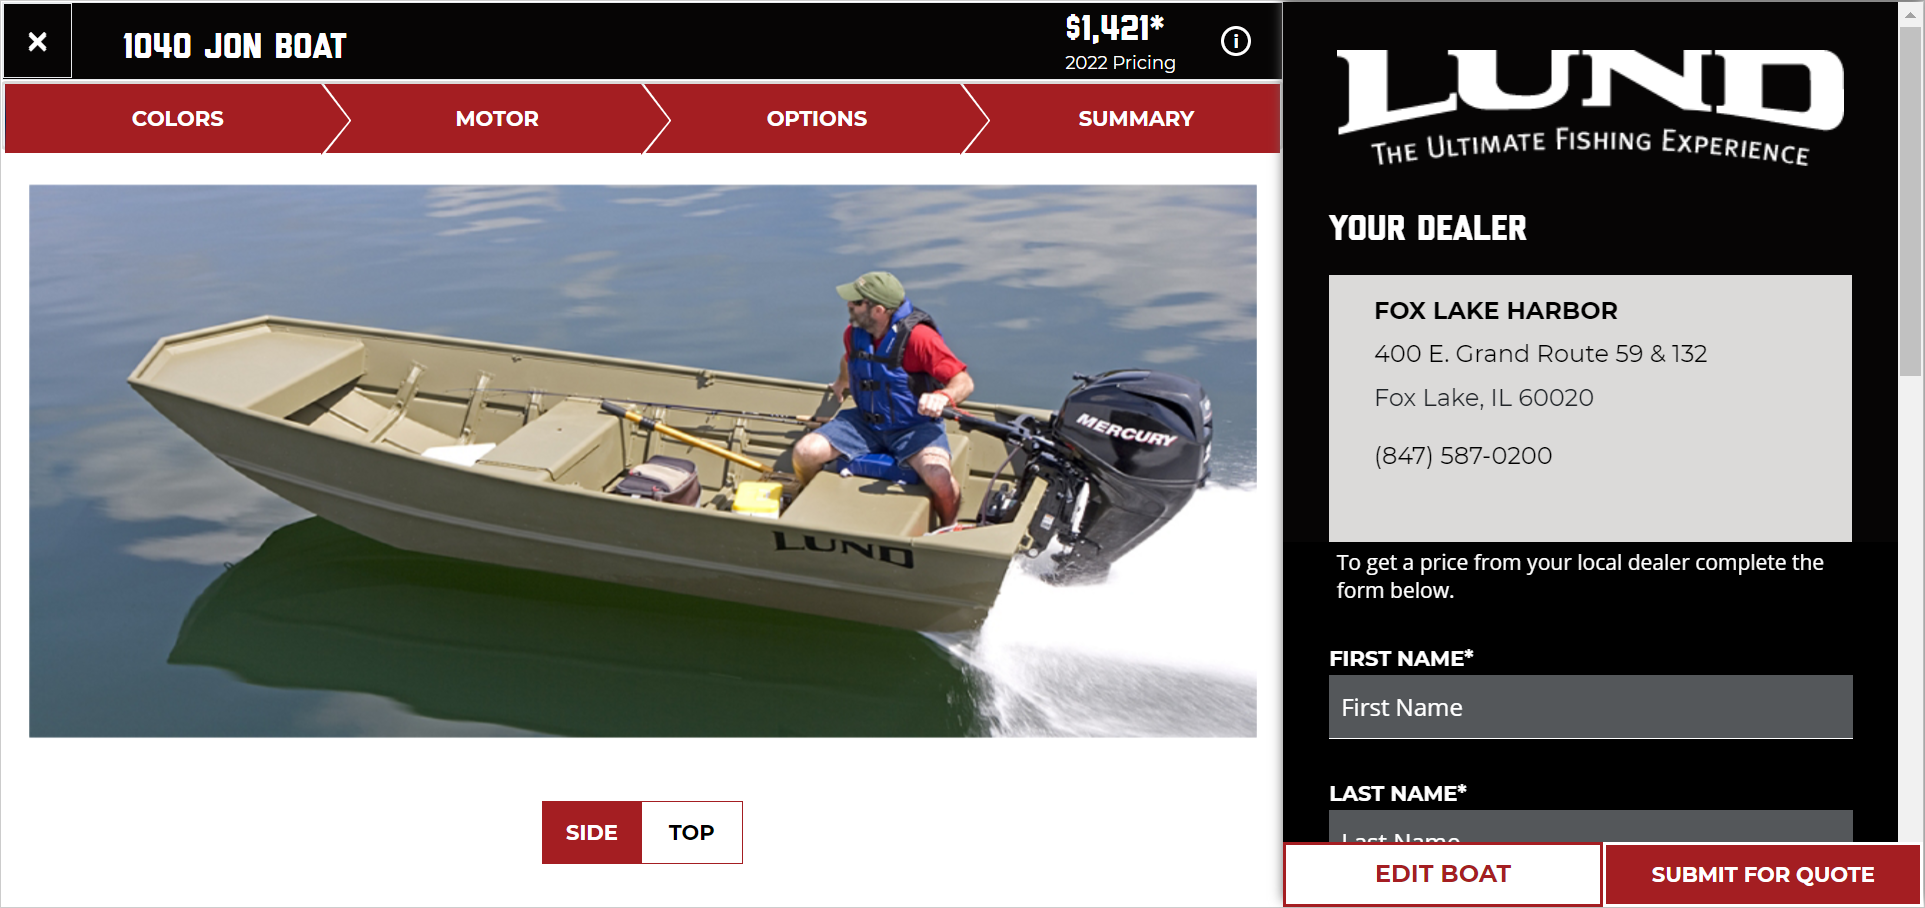 1040 JON BOAT
$1,421*
2022 Pricing
COLORS
MOTOR
OPTIONS
SUMMARY
MERCURY
LUND
SIDE
TOP
LUND
THE ULTIMATE FISHING EXPERIENCE
YOUR DEALER
FOX LAKE HARBOR
400 E. Grand Route 59 & 132
Fox Lake, IL 60020
(847) 587-0200
To get a price from your local dealer complete the
form below.
FIRST NAME*
First Name
LAST NAME*
Last Name
EDIT BOAT
SUBMIT FOR QUOTE